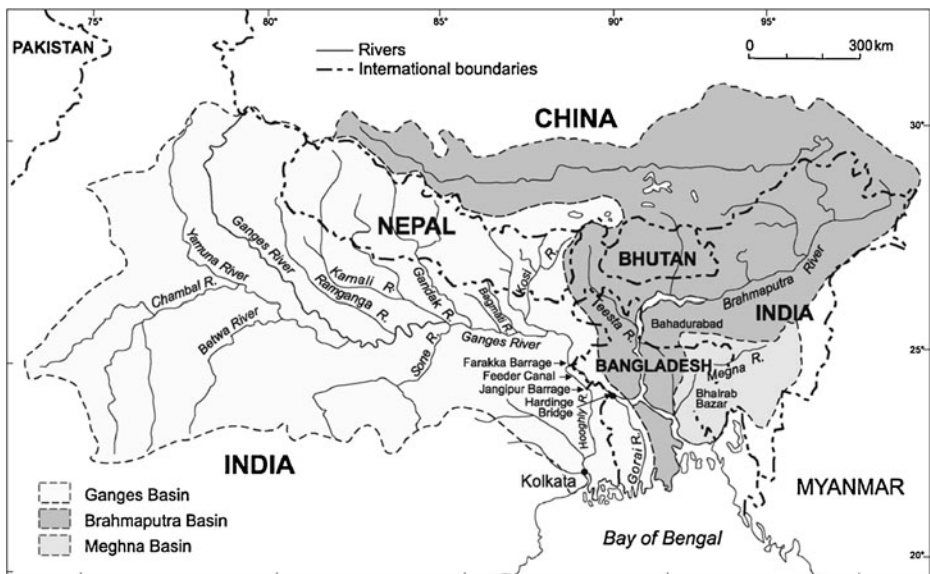 80° 85° 90° 95°
PAKISTAN
Rivers
International boundaries
0 300 km
CHINA
30°
NEPAL
Ganges River
Yamuna River
Chambal R.
Betwa River
Karnali R.
Ramganga R.
Gandak R.
Bagmati R.
Kosi R.
Ganges River
Sone R.
BHUTAN
Teesta R.
Brahmaputra River
INDIA
Bahadurabad
25°
BANGLADESH
Megna R.
Bhairab
Bazar
Farakka Barrage
Feeder Canal
Jangipur Barrage
Hardinge
Bridge
Hooghly R.
Gorai R.
INDIA
Kolkata
MYANMAR
Bay of Bengal
20°
Ganges Basin
Brahmaputra Basin
Meghna Basin